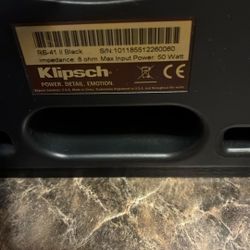 RB-41 II Black S/N:101185512260060
Impedance: 8 ohm Max Input Power: 50 Watt
Klipsch
POWER. DETAIL. EMOTION.